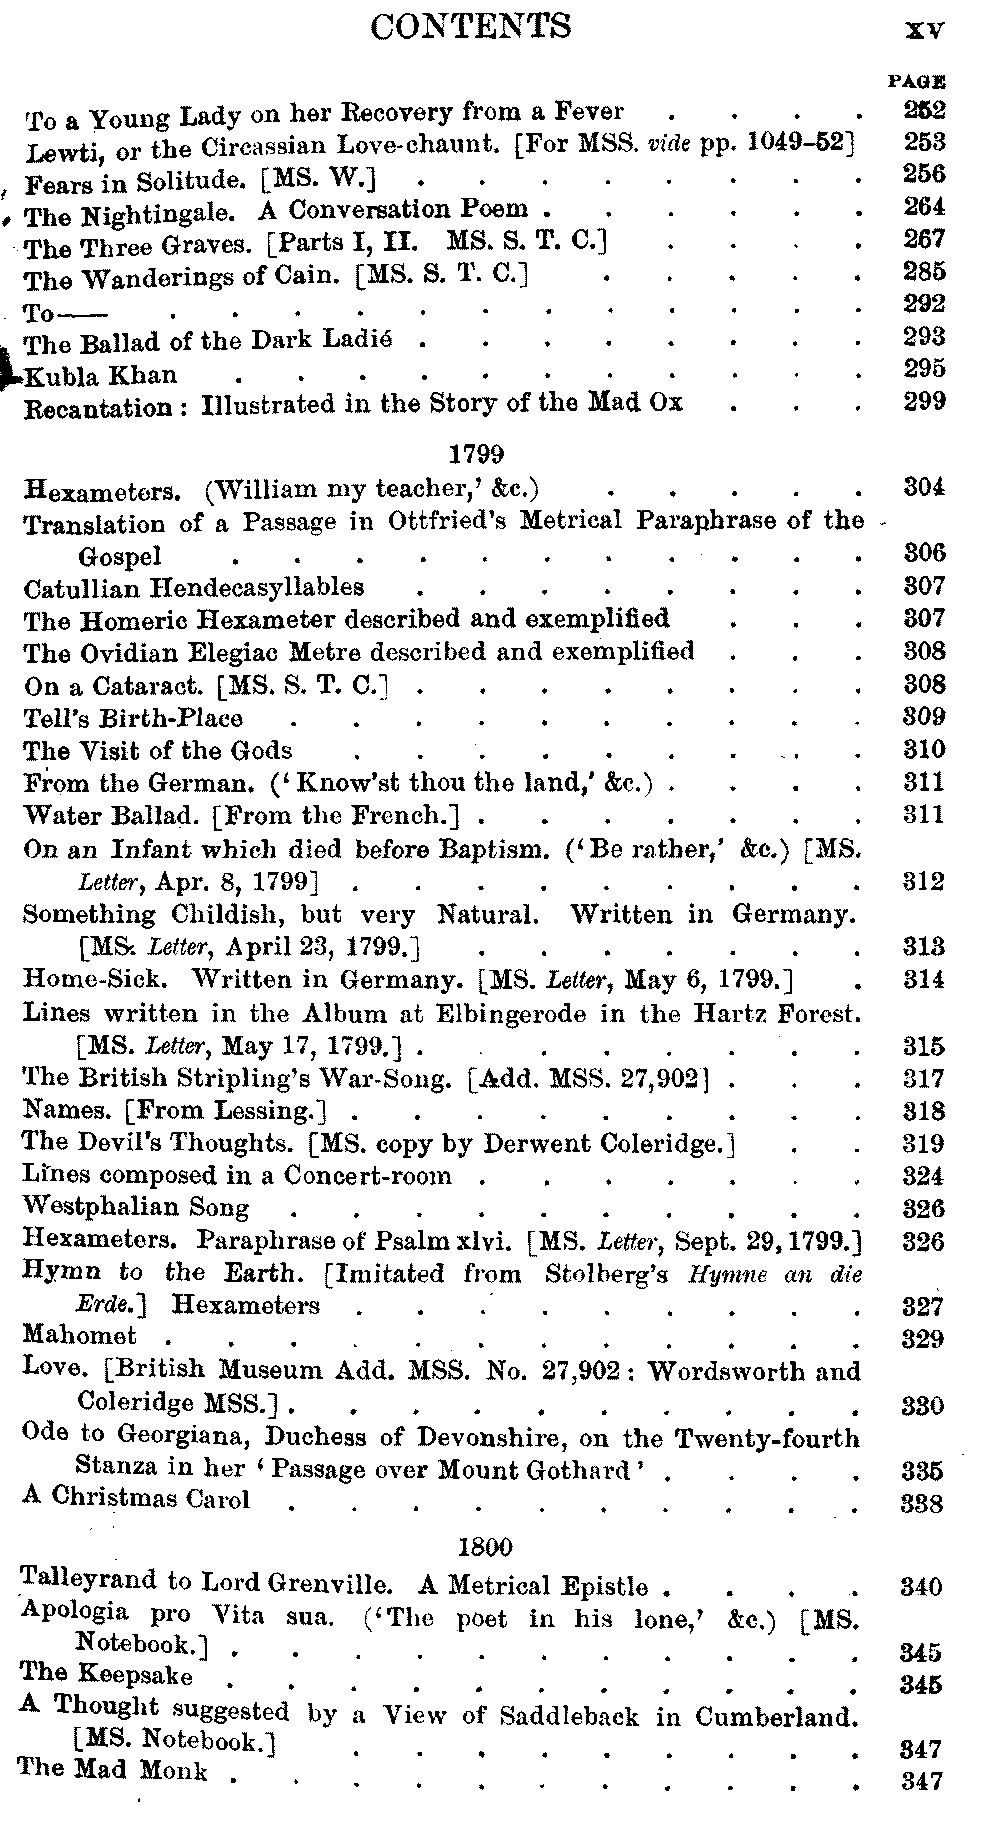 CONTENTS xv
PAGE
To a Young Lady on her Recovery from a Fever . . . . 252
Lewti, or the Circassian Love-chaunt. [For MSS. vide pp. 1049-52] 253
Fears in Solitude. [MS. W.] . . . . . . . . 256
The Nightingale. A Conversation Poem . . . . . . 264
The Three Graves. [Parts I, II. MS. S. T. C.] . . . . 267
The Wanderings of Cain. [MS. S. T. C.] . . . . . 285
To—— . . . . . . . . . . . . 292
The Ballad of the Dark Ladié . . . . . . . . 293
Kubla Khan . . . . . . . . . . . 295
Recantation : Illustrated in the Story of the Mad Ox . . . 299
1799
Hexameters. (William my teacher,' &c.) . . . . . 304
Translation of a Passage in Ottfried's Metrical Paraphrase of the
Gospel . . . . . . . . . . . 306
Catullian Hendecasyllables . . . . . . . . 307
The Homeric Hexameter described and exemplified . . . 307
The Ovidian Elegiac Metre described and exemplified . . . 308
On a Cataract. [MS. S. T. C.] . . . . . . . . 308
Tell's Birth-Place . . . . . . . . . . 309
The Visit of the Gods . . . . . . . . . 310
From the German. ('Know'st thou the land,' &c.) . . . . 311
Water Ballad. [From the French.] . . . . . . . 311
On an Infant which died before Baptism. ('Be rather,' &c.) [MS.
Letter, Apr. 8, 1799] . . . . . . . . . 312
Something Childish, but very Natural. Written in Germany.
[MS. Letter, April 23, 1799.] . . . . . . . 313
Home-Sick. Written in Germany. [MS. Letter, May 6, 1799.] . 314
Lines written in the Album at Elbingerode in the Hartz Forest.
[MS. Letter, May 17, 1799.] . . . . . . . . 315
The British Stripling's War-Song. [Add. MSS. 27,902] . . . 317
Names. [From Lessing.] . . . . . . . . . 318
The Devil's Thoughts. [MS. copy by Derwent Coleridge.] . . 319
Lines composed in a Concert-room . . . . . . . 324
Westphalian Song . . . . . . . . . . 326
Hexameters. Paraphrase of Psalm xlvi. [MS. Letter, Sept. 29, 1799.] 326
Hymn to the Earth. [Imitated from Stolberg's Hymne an die
Erde.] Hexameters . . . . . . . . . 327
Mahomet . . . . . . . . . . . . 329
Love. [British Museum Add. MSS. No. 27,902 : Wordsworth and
Coleridge MSS.] . . . . . . . . . . 330
Ode to Georgiana, Duchess of Devonshire, on the Twenty-fourth
Stanza in her 'Passage over Mount Gothard' . . . . 335
A Christmas Carol . . . . . . . . . . 338
1800
Talleyrand to Lord Grenville. A Metrical Epistle . . . . 340
Apologia pro Vita sua. ('The poet in his lone,' &c.) [MS.
Notebook.] . . . . . . . . . . . 345
The Keepsake . . . . . . . . . . . 345
A Thought suggested by a View of Saddleback in Cumberland.
[MS. Notebook.] . . . . . . . . . 347
The Mad Monk . . . . . . . . . . . 347